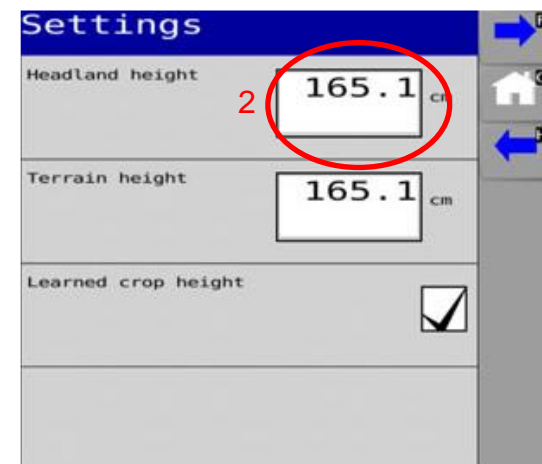 Settings
Headland height
2
165.1 cm
Terrain height
165.1 cm
Learned crop height